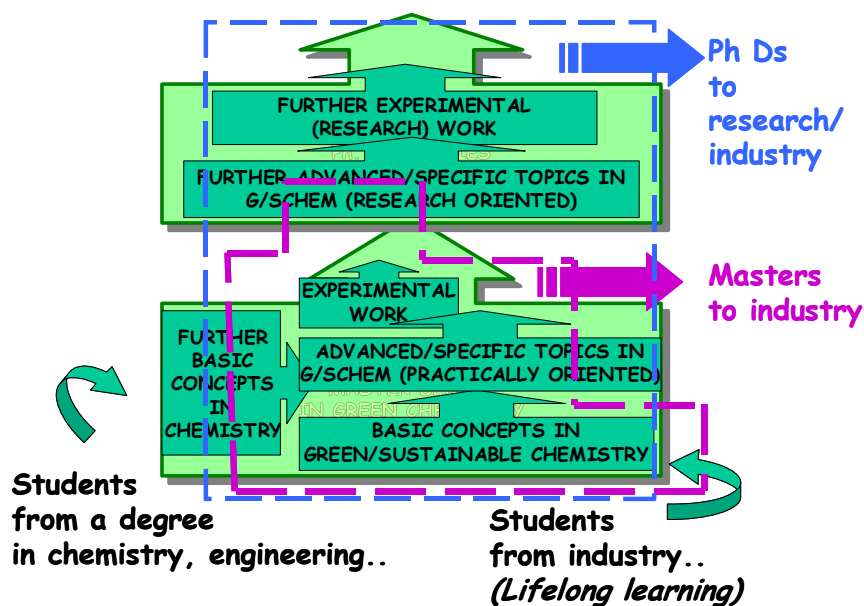 Ph Ds
to
research/
industry
FURTHER EXPERIMENTAL
(RESEARCH) WORK
FURTHER ADVANCED/SPECIFIC TOPICS IN
G/SCHEM (RESEARCH ORIENTED)
Masters
to industry
EXPERIMENTAL
WORK
FURTHER
BASIC
CONCEPTS
IN
CHEMISTRY
ADVANCED/SPECIFIC TOPICS IN
G/SCHEM (PRACTICALLY ORIENTED)
IN GREEN
BASIC CONCEPTS IN
GREEN/SUSTAINABLE CHEMISTRY
Students
from a degree
in chemistry, engineering..
Students
from industry..
(Lifelong learning)